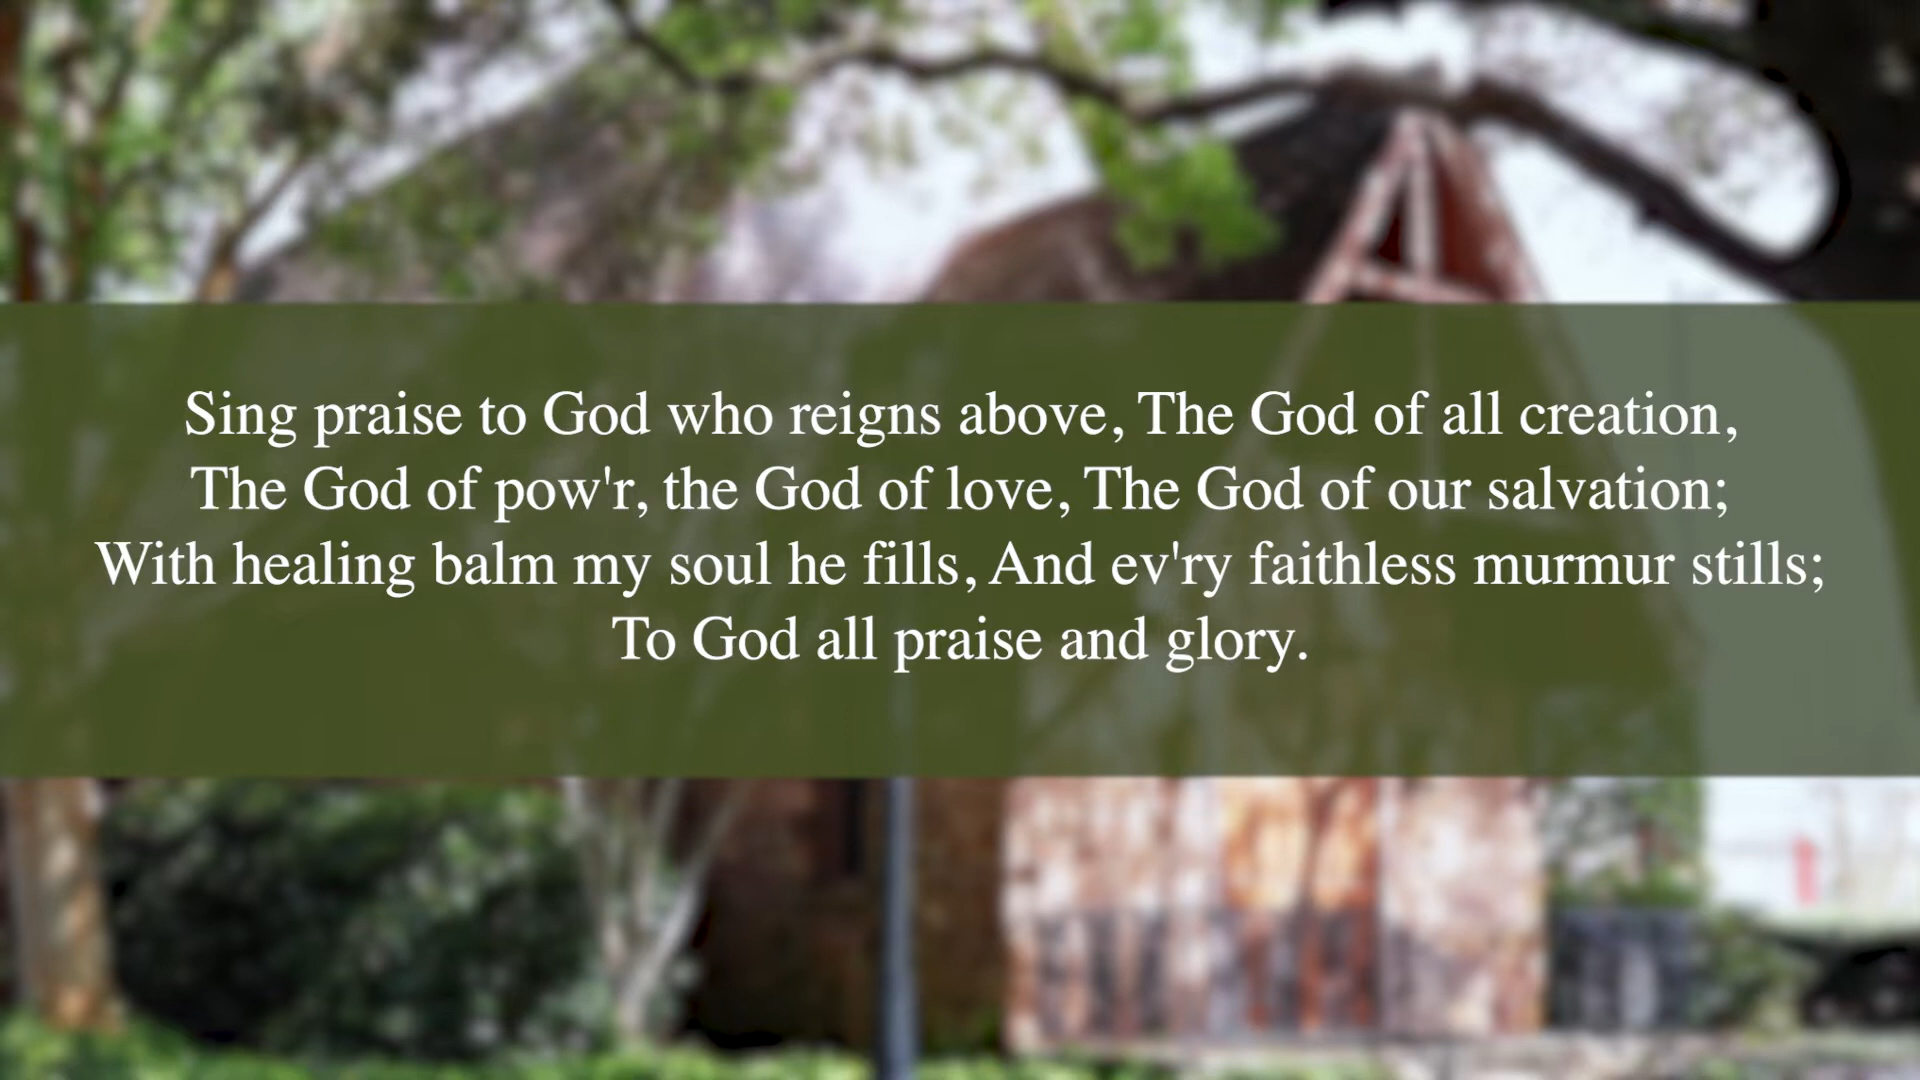 Sing praise to God who reigns above, The God of all creation,
The God of pow'r, the God of love, The God of our salvation;
With healing balm my soul he fills, And ev'ry faithless murmur stills;
To God all praise and glory.